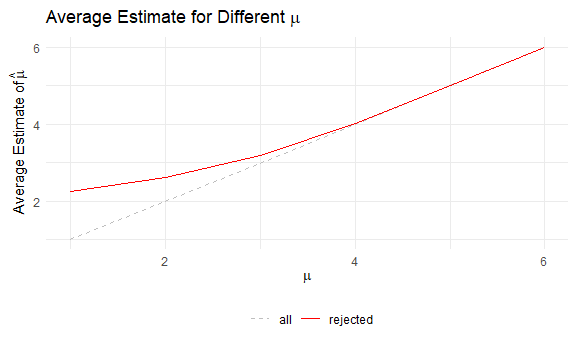 Average Estimate for Different μ
Average Estimate of μ̂
6
4
2
2
4
6
μ
all
rejected